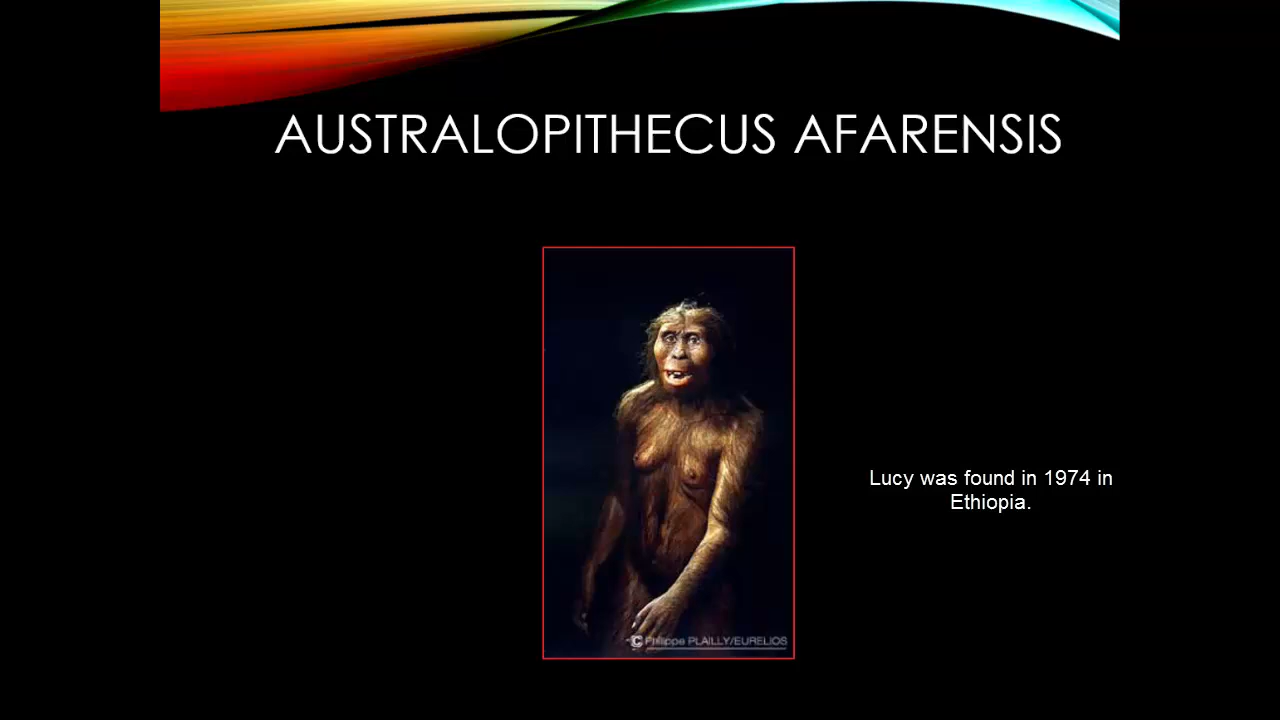 AUSTRALOPITHECUS AFARENSIS
Lucy was found in 1974 in
Ethiopia.
© Philippe PLAILLY/EURELIOS